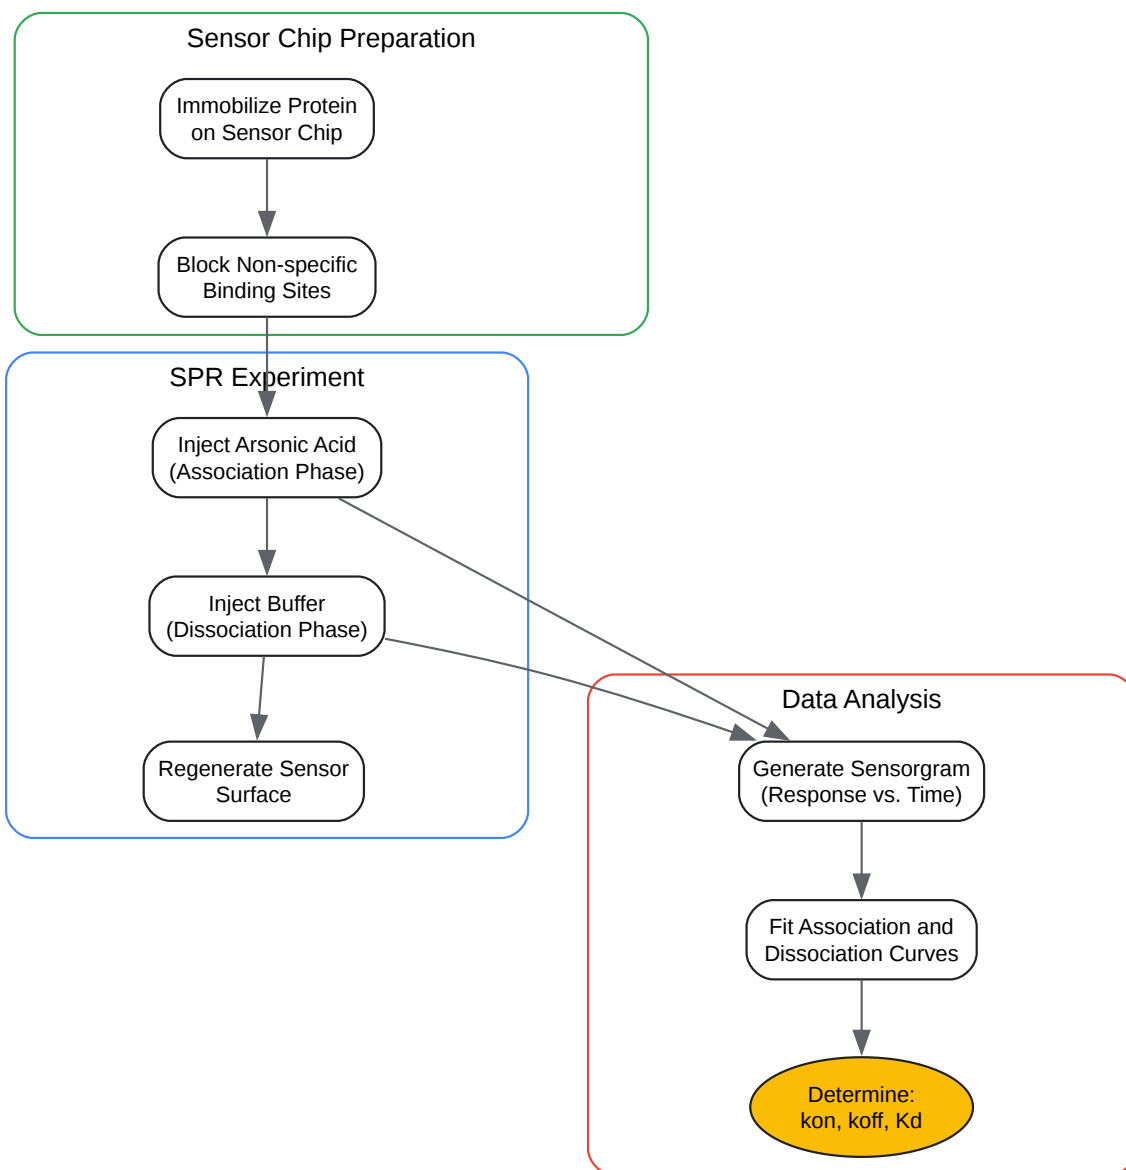 Sensor Chip Preparation
Immobilize Protein
on Sensor Chip
Block Non-specific
Binding Sites
SPR Experiment
Inject Arsonic Acid
(Association Phase)
Inject Buffer
(Dissociation Phase)
Regenerate Sensor
Surface
Data Analysis
Generate Sensorgram
(Response vs. Time)
Fit Association and
Dissociation Curves
Determine:
kon, koff, Kd